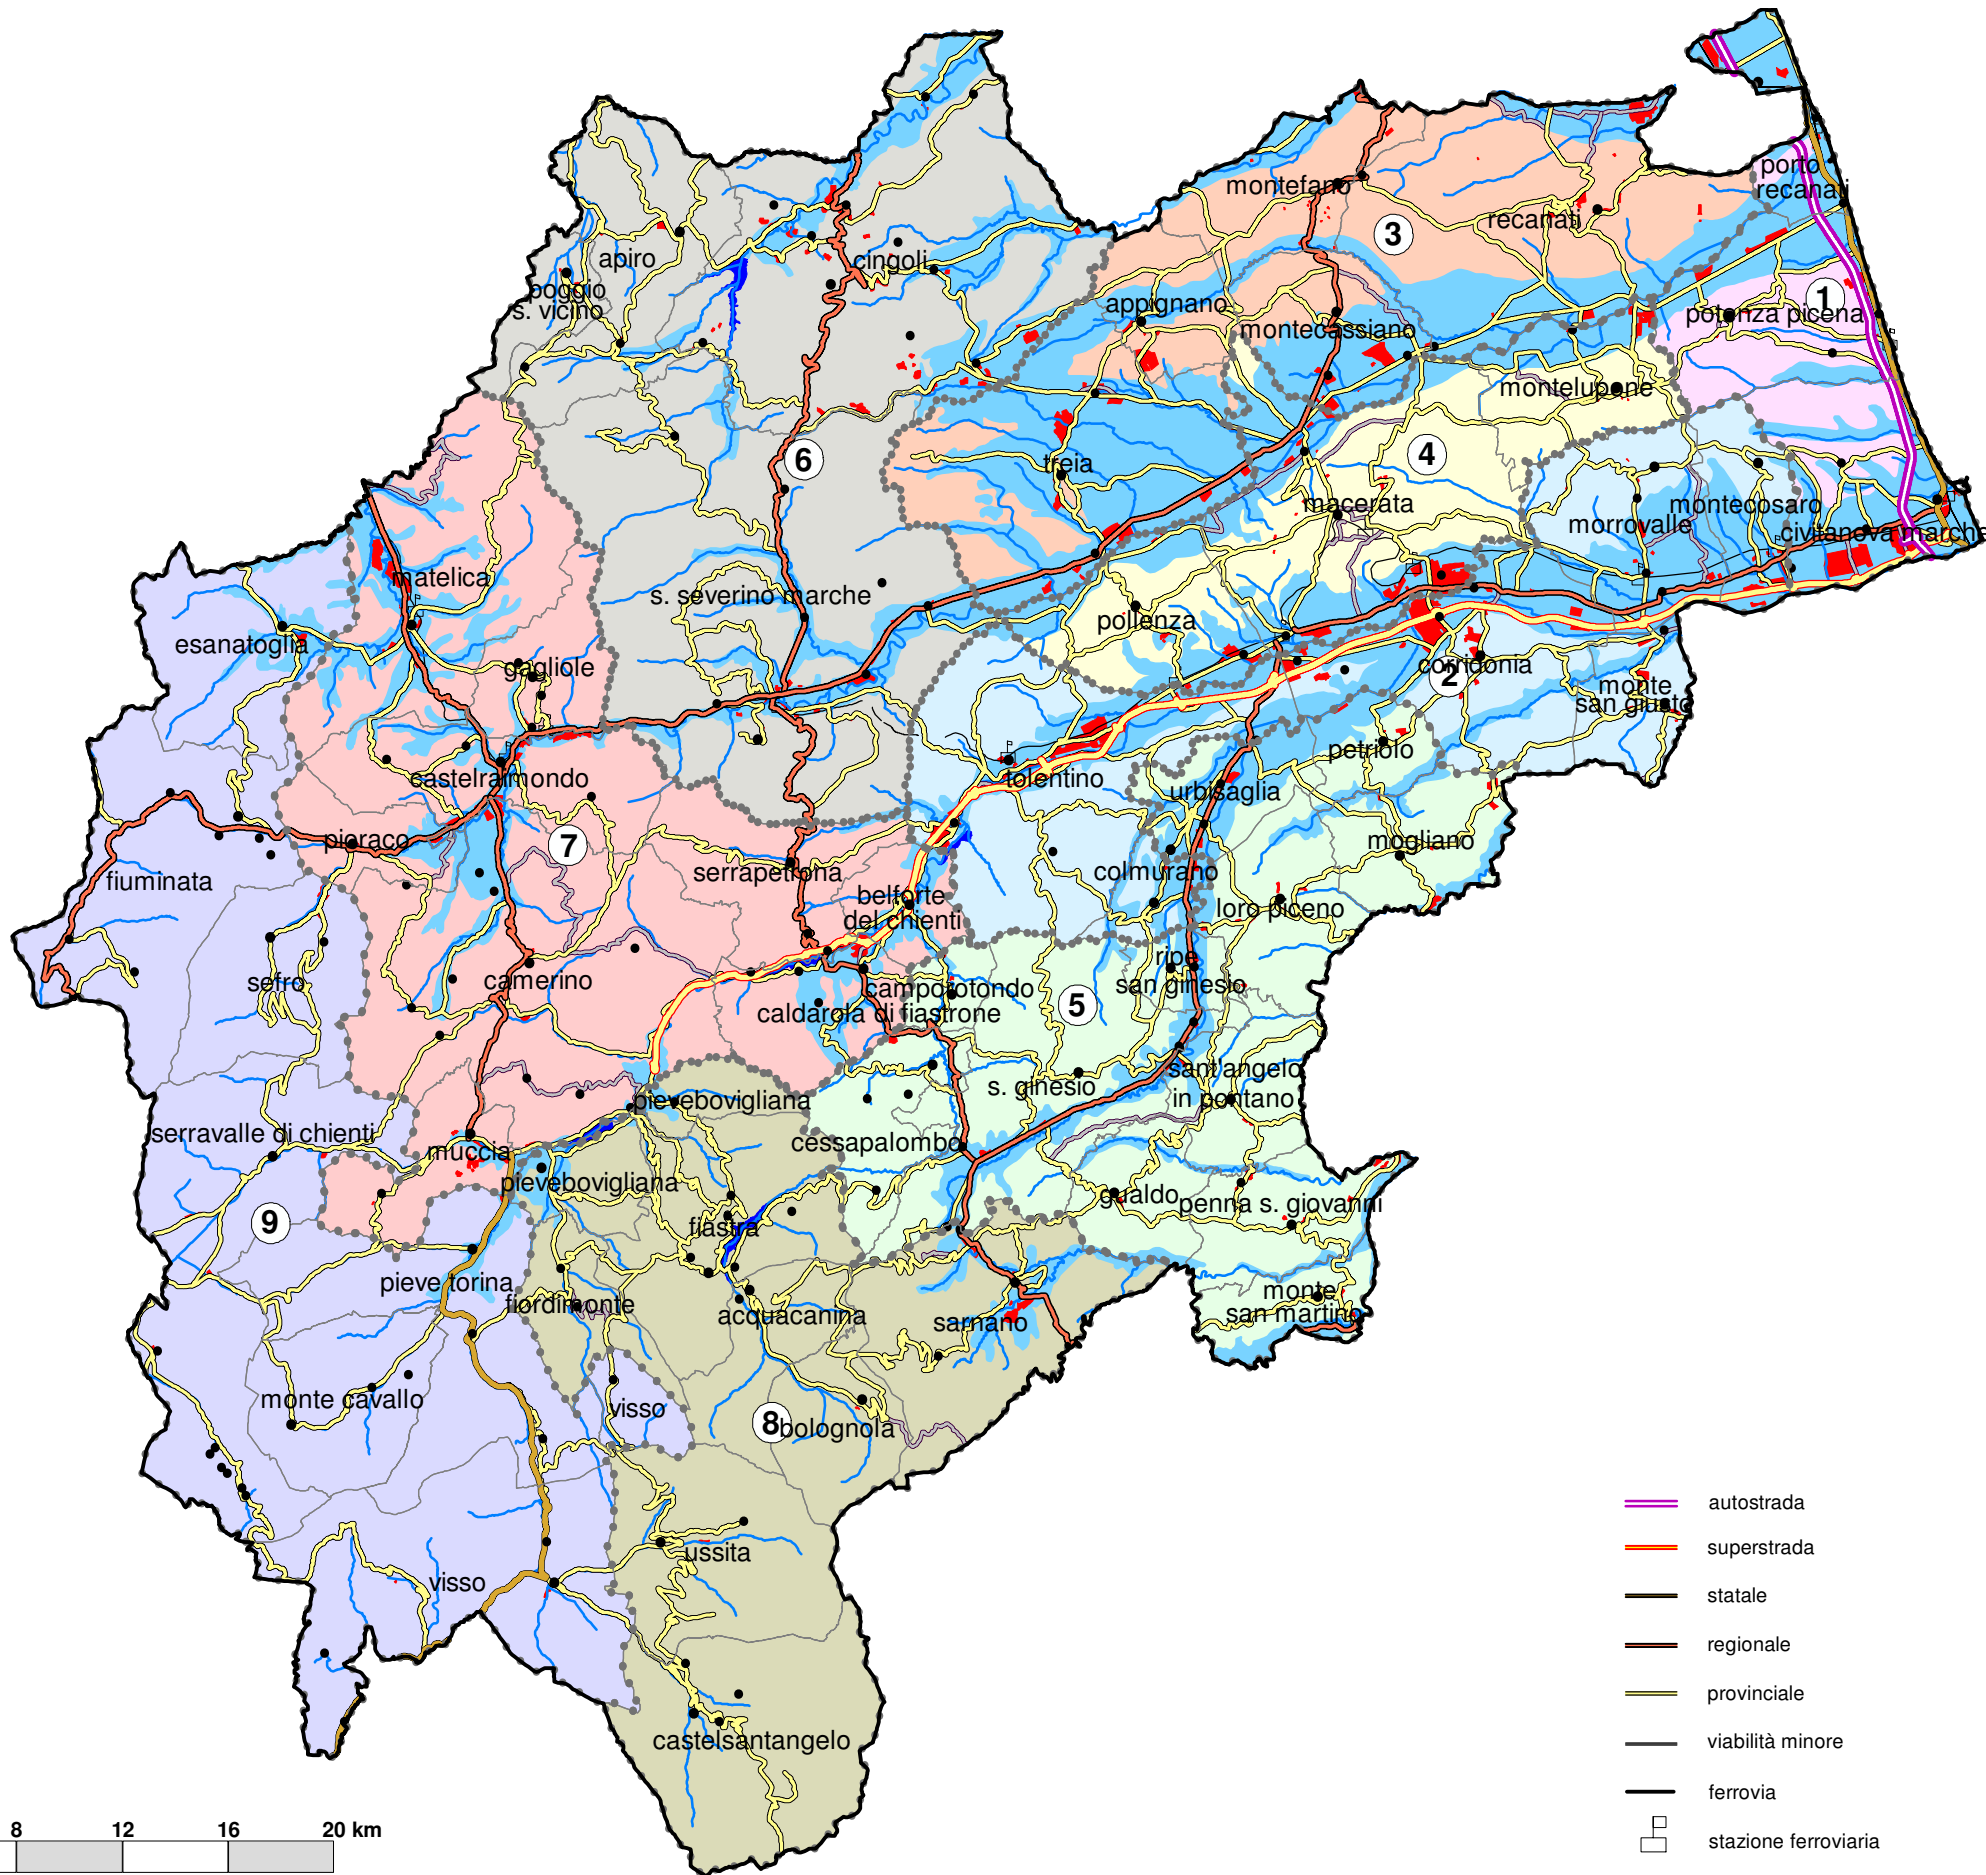 porto
recanati
montefano
recanati
3
apiro
cingoli
poggio
s. vicino
appignano
montecassiano
1
potenza picena
montelupone
6
treia
4
macerata
montecosaro
morrovalle
civitanova marche
matelica
s. severino marche
esanatoglia
pollenza
gagliole
corridonia
2
monte
san giusto
petriolo
castelraimondo
tolentino
urbisaglia
pioraco
7
mogliano
fiuminata
serrapetrona
colmurano
belforte
del chienti
loro piceno
sefro
camerino
ripe
san ginesio
campolotondo
caldarola di fiastrone
5
s. ginesio
sant'angelo
in pontano
pievebovigliana
serravalle di chienti
muccia
cessapalombo
pievebovigliana
gualdo
penna s. giovanni
9
fiastra
pieve torina
fiordimonte
acquacanina
sarnano
monte
san martino
monte cavallo
visso
8
bolognola
ussita
visso
castelsantangelo
autostrada
superstrada
statale
regionale
provinciale
viabilità minore
ferrovia
stazione ferroviaria
8 12 16 20 km